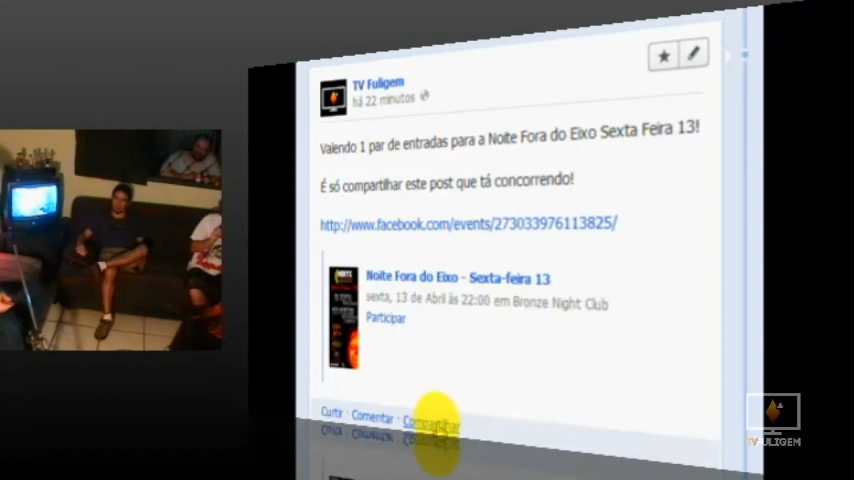 TV Fuligem
há 22 minutos
Valendo 1 par de entradas para a Noite Fora do Eixo Sexta Feira 13!
É só compartilhar este post que tá concorrendo!
http://www.facebook.com/events/273033976113825/
Noite Fora do Eixo - Sexta-feira 13
sexta, 13 de Abril às 22:00 em Bronze Night Club
Participar
Curtir · Comentar · Compartilhar
TVFULIGEM